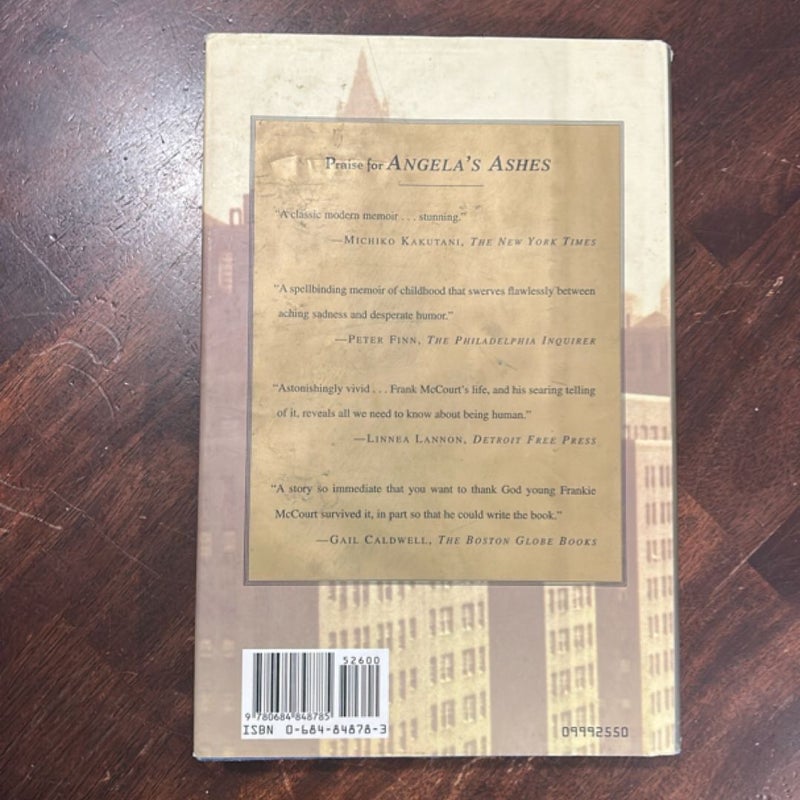 Praise for ANGELA'S ASHES
"A classic modern memoir . . . stunning."
—MICHIKO KAKUTANI, THE NEW YORK TIMES
"A spellbinding memoir of childhood that swerves flawlessly between
aching sadness and desperate humor."
—PETER FINN, THE PHILADELPHIA INQUIRER
"Astonishingly vivid . . . Frank McCourt's life, and his searing telling
of it, reveals all we need to know about being human."
—LINNEA LANNON, DETROIT FREE PRESS
"A story so immediate that you want to thank God young Frankie
McCourt survived it, in part so that he could write the book."
—GAIL CALDWELL, THE BOSTON GLOBE BOOKS
52600
9 780684 848785
ISBN 0-684-84878-3
09992550